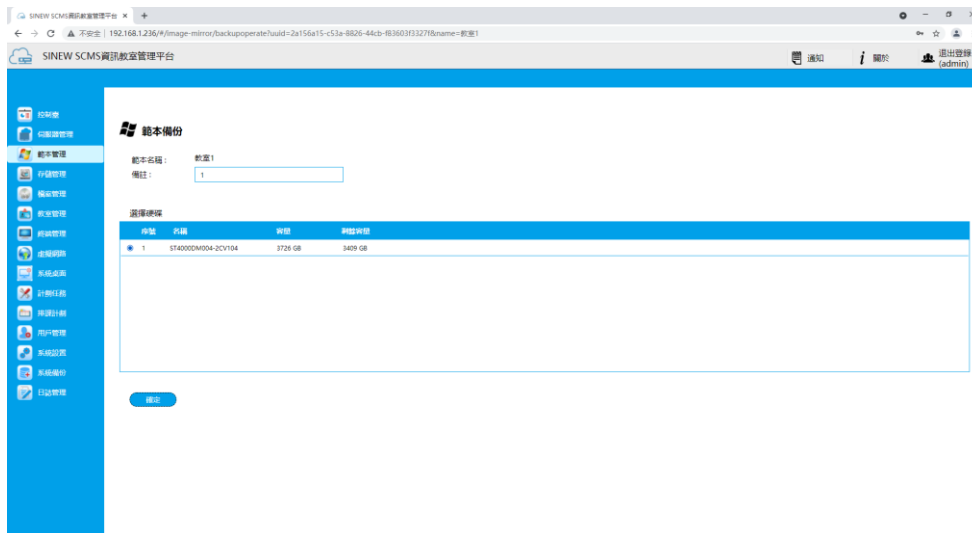 SINEW SCMS資訊教室管理平台
不安全 | 192.168.1.236/#/image-mirror/backupoperate?uuid=2a156a15-c53a-8826-44cb-f83603f3327f&name=教室1
SINEW SCMS資訊教室管理平台
通知
關於
退出登錄
(admin)
控制臺
伺服器管理
範本管理
存儲管理
檔案管理
教室管理
終端管理
虛擬網路
系統桌面
計劃任務
排課計劃
用戶管理
系統設置
系統備份
日誌管理
範本備份
範本名稱：
教室1
備註：
1
選擇硬碟
序號 名稱 容量 剩餘容量
1 ST4000DM004-2CV104 3726 GB 3409 GB
確定